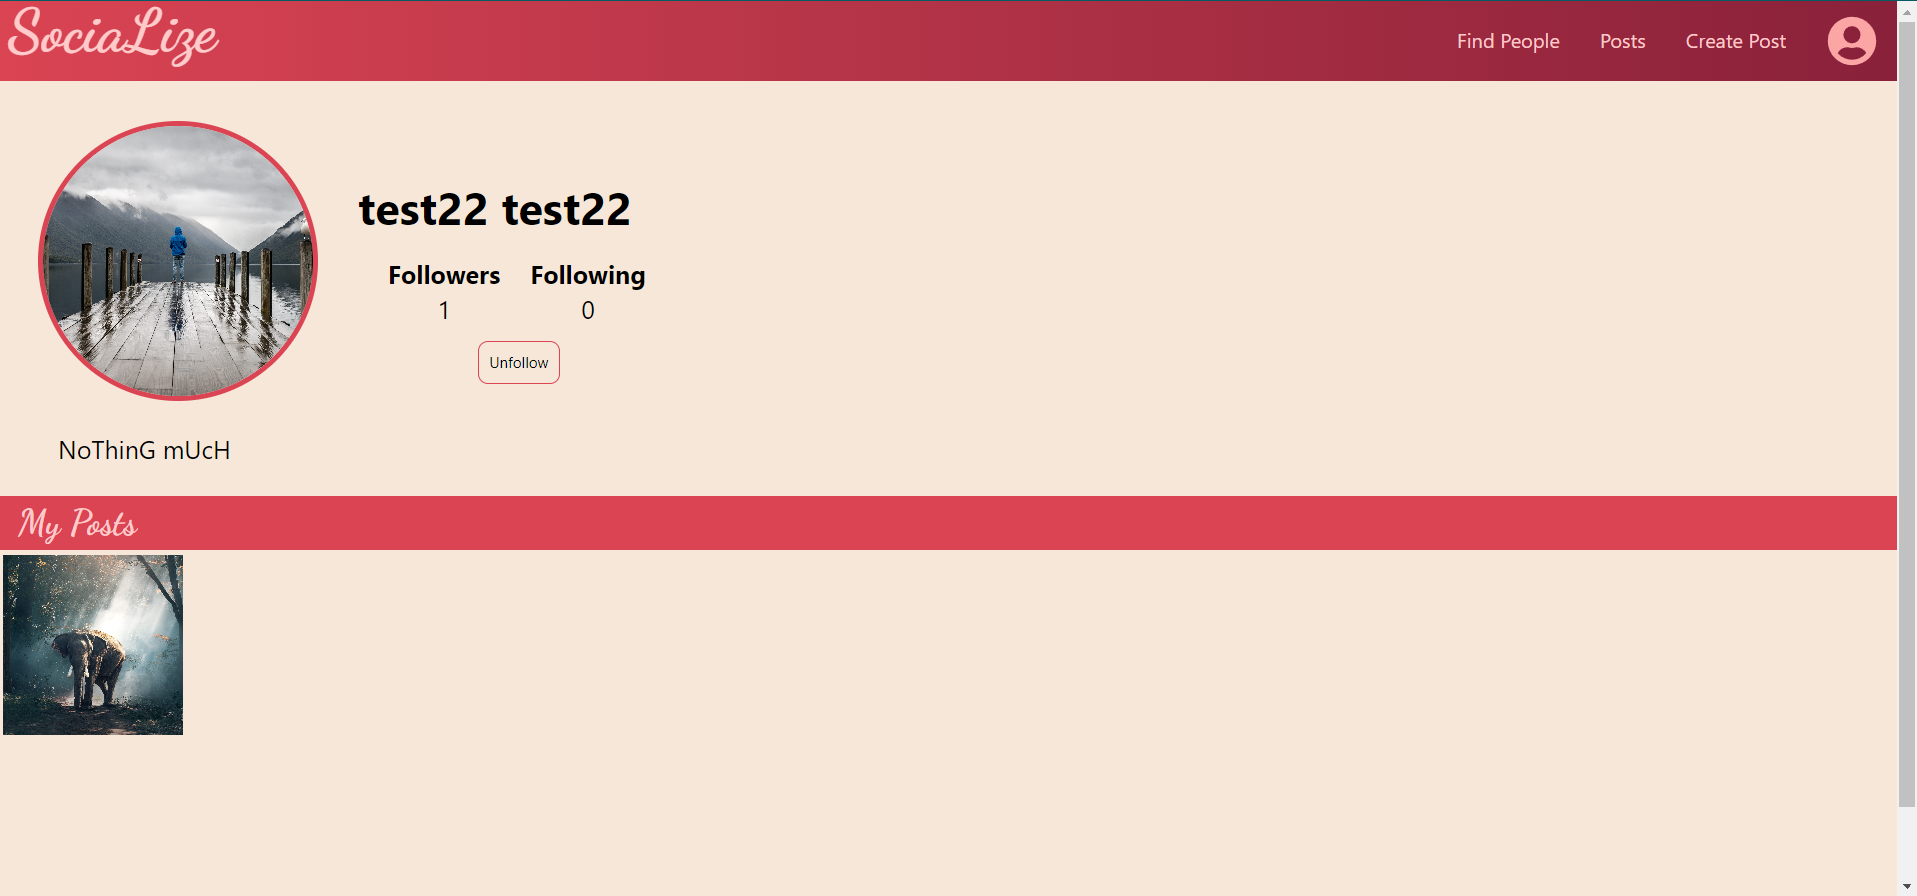 SociaLize
Find People Posts Create Post
test22 test22
Followers Following
1 0
Unfollow
NoThinG mUcH
My Posts